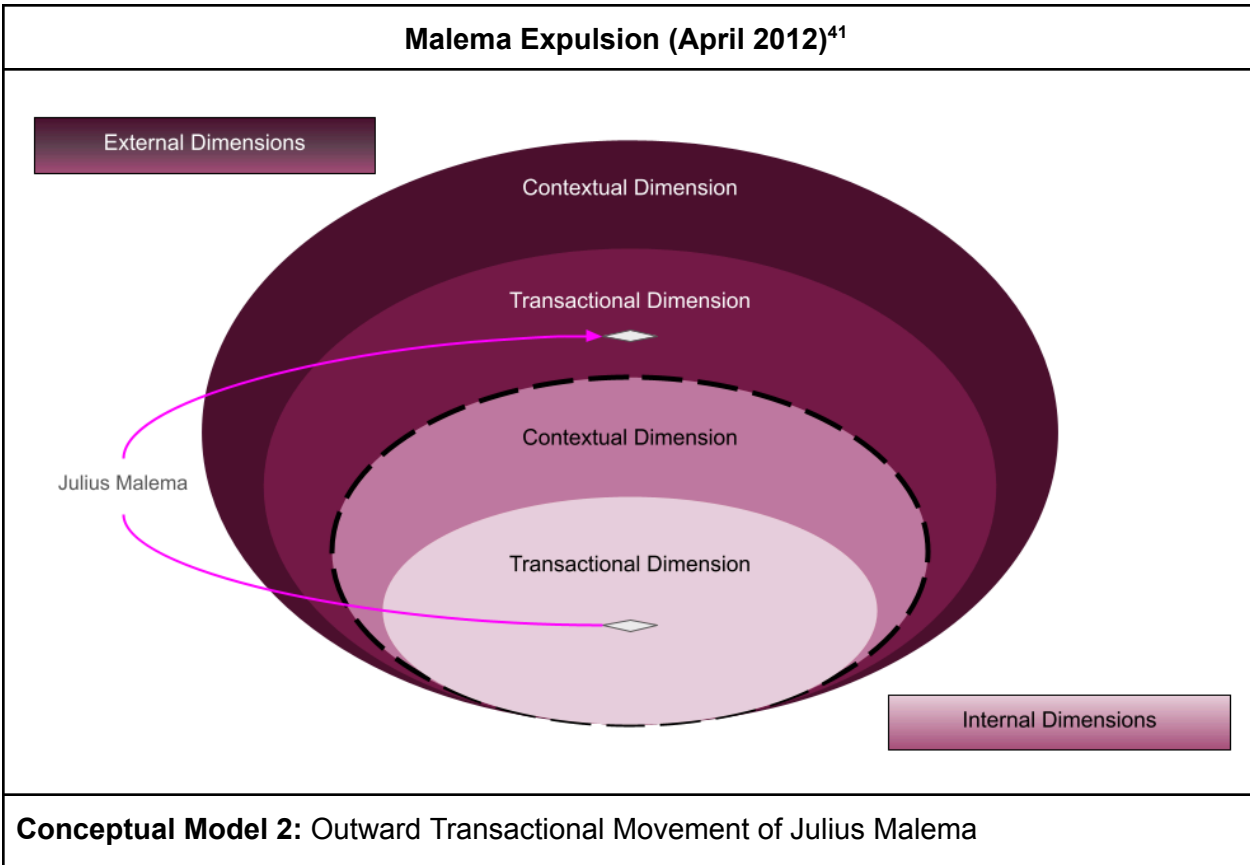 Malema Expulsion (April 2012)⁴¹
External Dimensions
Contextual Dimension
Transactional Dimension
Contextual Dimension
Julius Malema
Transactional Dimension
Internal Dimensions
Conceptual Model 2: Outward Transactional Movement of Julius Malema